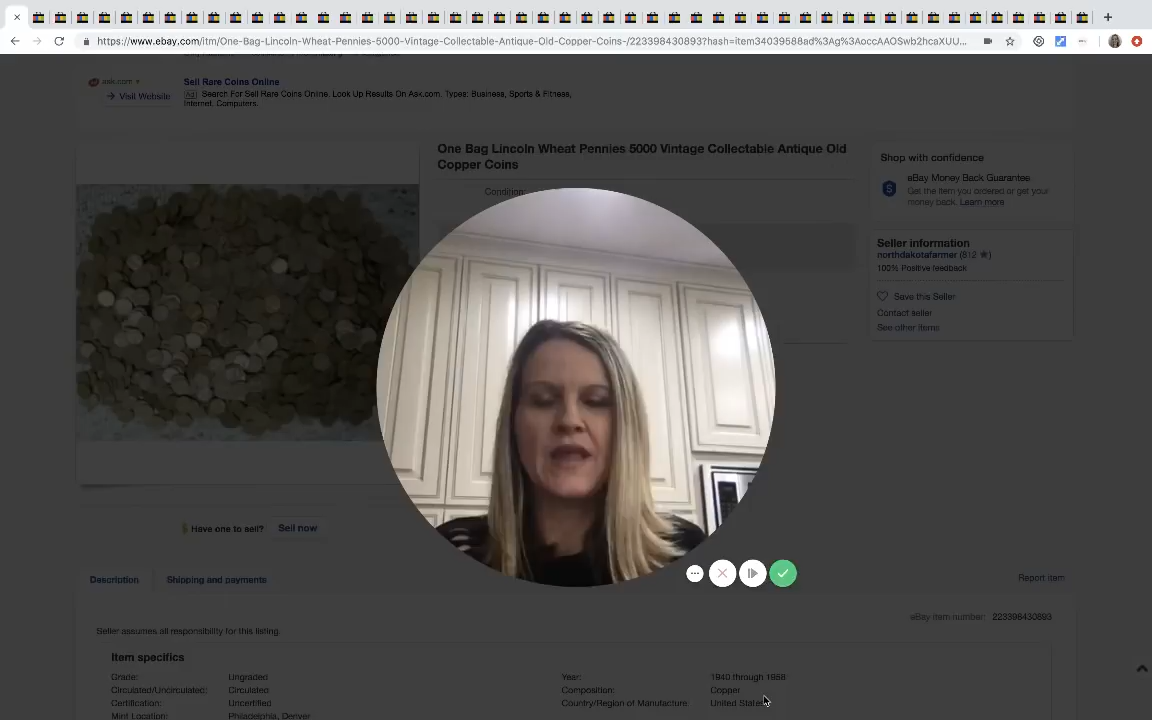 https://www.ebay.com/itm/One-Bag-Lincoln-Wheat-Pennies-5000-Vintage-Collectable-Antique-Old-Copper-Coins-/223398430893?hash=item34039588ad%3Ag%3AoccAAOSwb2hcaXUU...
ask.com
Sell Rare Coins Online
→ Visit Website
Ad: Search For Sell Rare Coins Online. Look Up Results On Ask.com. Types: Business, Sports & Fitness,
Internet, Computers.
One Bag Lincoln Wheat Pennies 5000 Vintage Collectable Antique Old
Copper Coins
Condition:
Shop with confidence
eBay Money Back Guarantee
Get the item you ordered or get your
money back. Learn more
Seller information
northdakotafarmer (812 ★)
100% Positive feedback
Save this Seller
Contact seller
See other items
Have one to sell? Sell now
Description
Shipping and payments
Report item
eBay item number: 223398430893
Seller assumes all responsibility for this listing.
Item specifics
Grade: Ungraded
Year: 1940 through 1958
Circulated/Uncirculated: Circulated
Composition: Copper
Certification: Uncertified
Country/Region of Manufacture: United States
Mint Location: Philadelphia, Denver